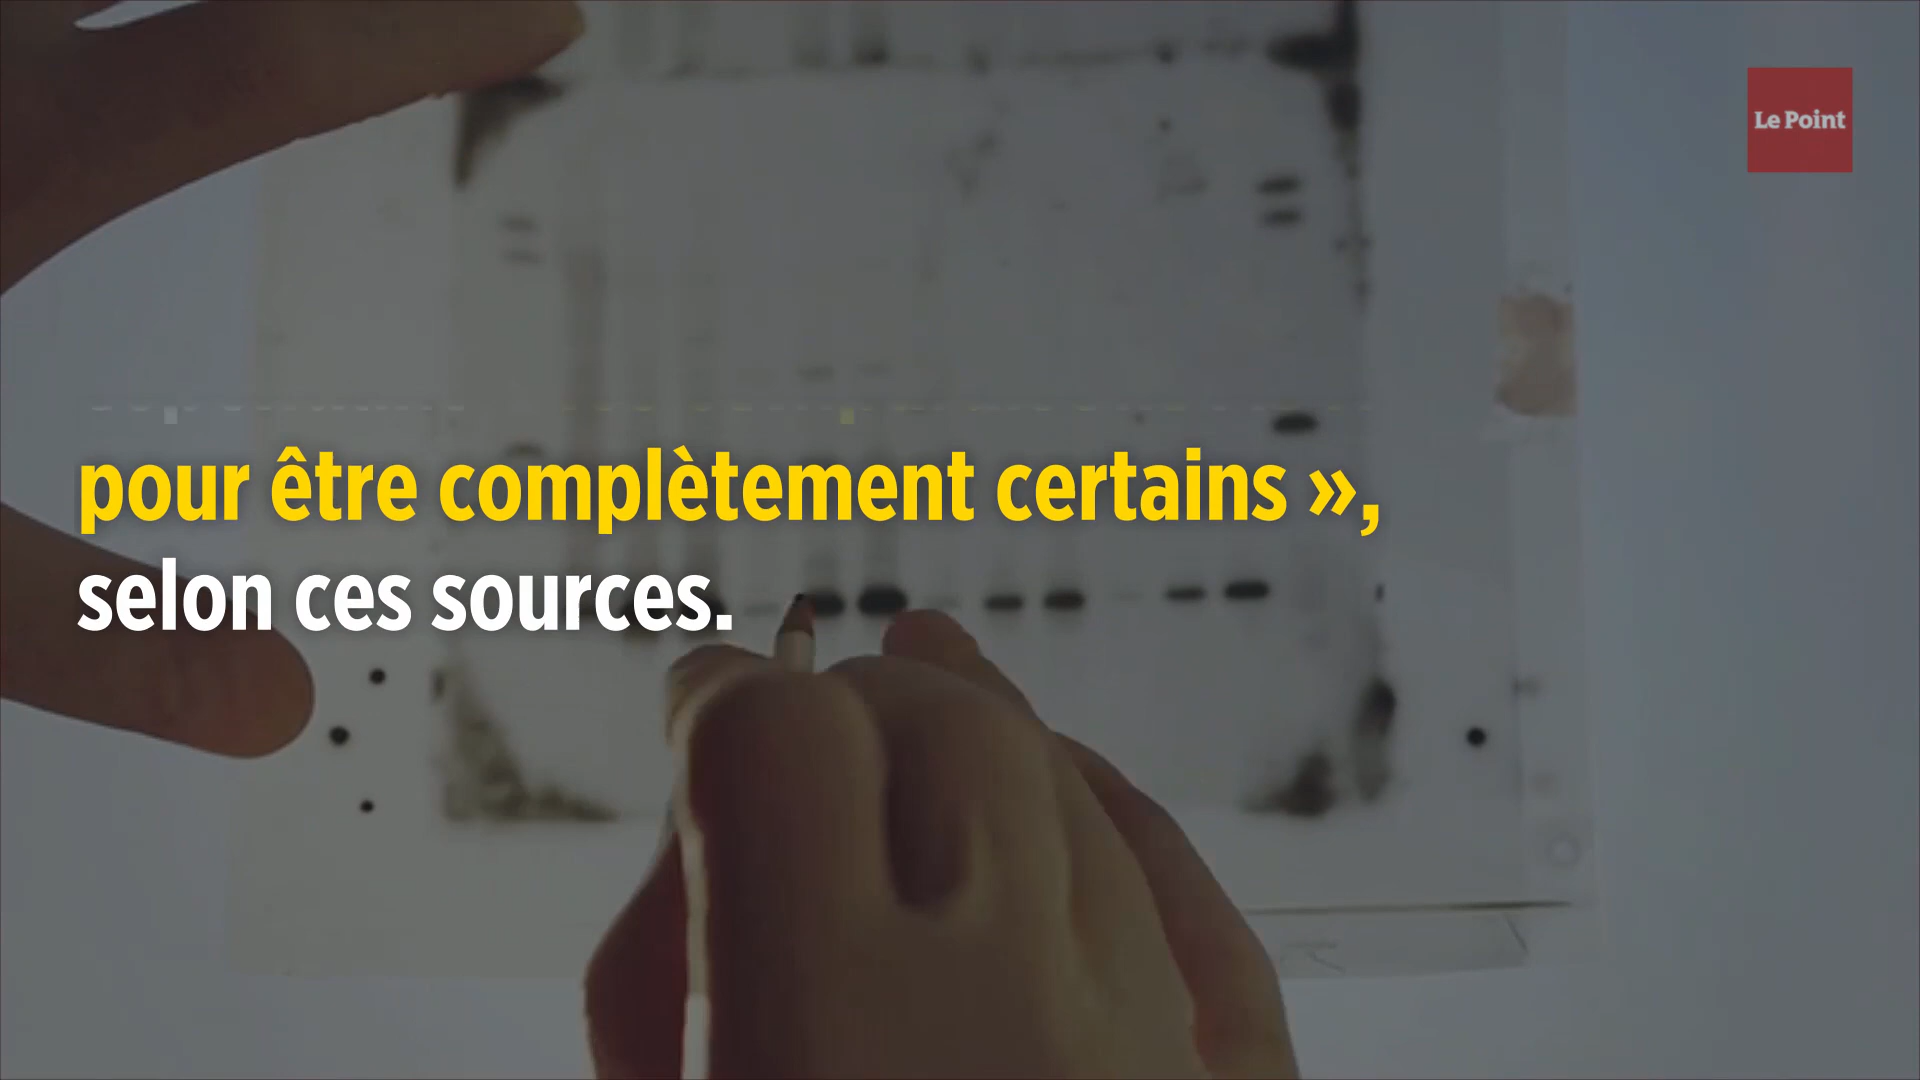 Le Point
pour être complètement certains »,
selon ces sources.